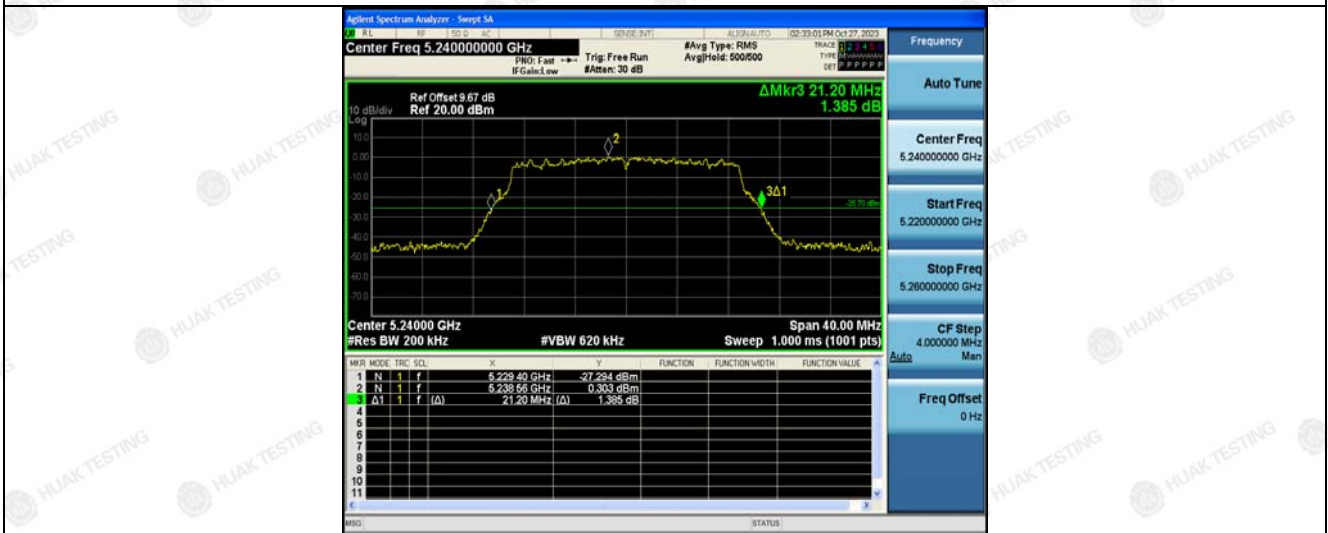 Agilent Spectrum Analyzer - Swept SA
RL RF 50 Ω AC SENSE:INT ALIGN AUTO 02:33:01 PM Oct 27, 2023
Center Freq 5.240000000 GHz
PNO: Fast
IFGain:Low
Trig: Free Run
#Atten: 30 dB
#Avg Type: RMS
Avg|Hold: 500/500
TRACE 1 2 3 4 5 6
TYPE
DET P P P P P P
Ref Offset 9.67 dB
10 dB/div Ref 20.00 dBm
Log
ΔMkr3 21.20 MHz
1.385 dB
10.0
0.00
-10.0
-20.0
-30.0
-40.0
-50.0
-60.0
-70.0
2
1
3Δ1
-25.70 dBm
Center 5.24000 GHz Span 40.00 MHz
#Res BW 200 kHz #VBW 620 kHz Sweep 1.000 ms (1001 pts)
MKR MODE TRC SCL X Y FUNCTION FUNCTION WIDTH FUNCTION VALUE
1 N 1 f 5.229 40 GHz -27.294 dBm
2 N 1 f 5.238 56 GHz 0.303 dBm
3 Δ1 1 f (Δ) 21.20 MHz (Δ) 1.385 dB
4
5
6
7
8
9
10
11
MSG STATUS
Frequency
Auto Tune
Center Freq
5.240000000 GHz
Start Freq
5.220000000 GHz
Stop Freq
5.260000000 GHz
CF Step
4.000000 MHz
Auto Man
Freq Offset
0 Hz
HUAK TESTING
HUAK TESTING
HUAK TESTING
HUAK TESTING
HUAK TESTING
HUAK TESTING
HUAK TESTING
HUAK TESTING
HUAK TESTING
HUAK TESTING
HUAK TESTING
HUAK TESTING